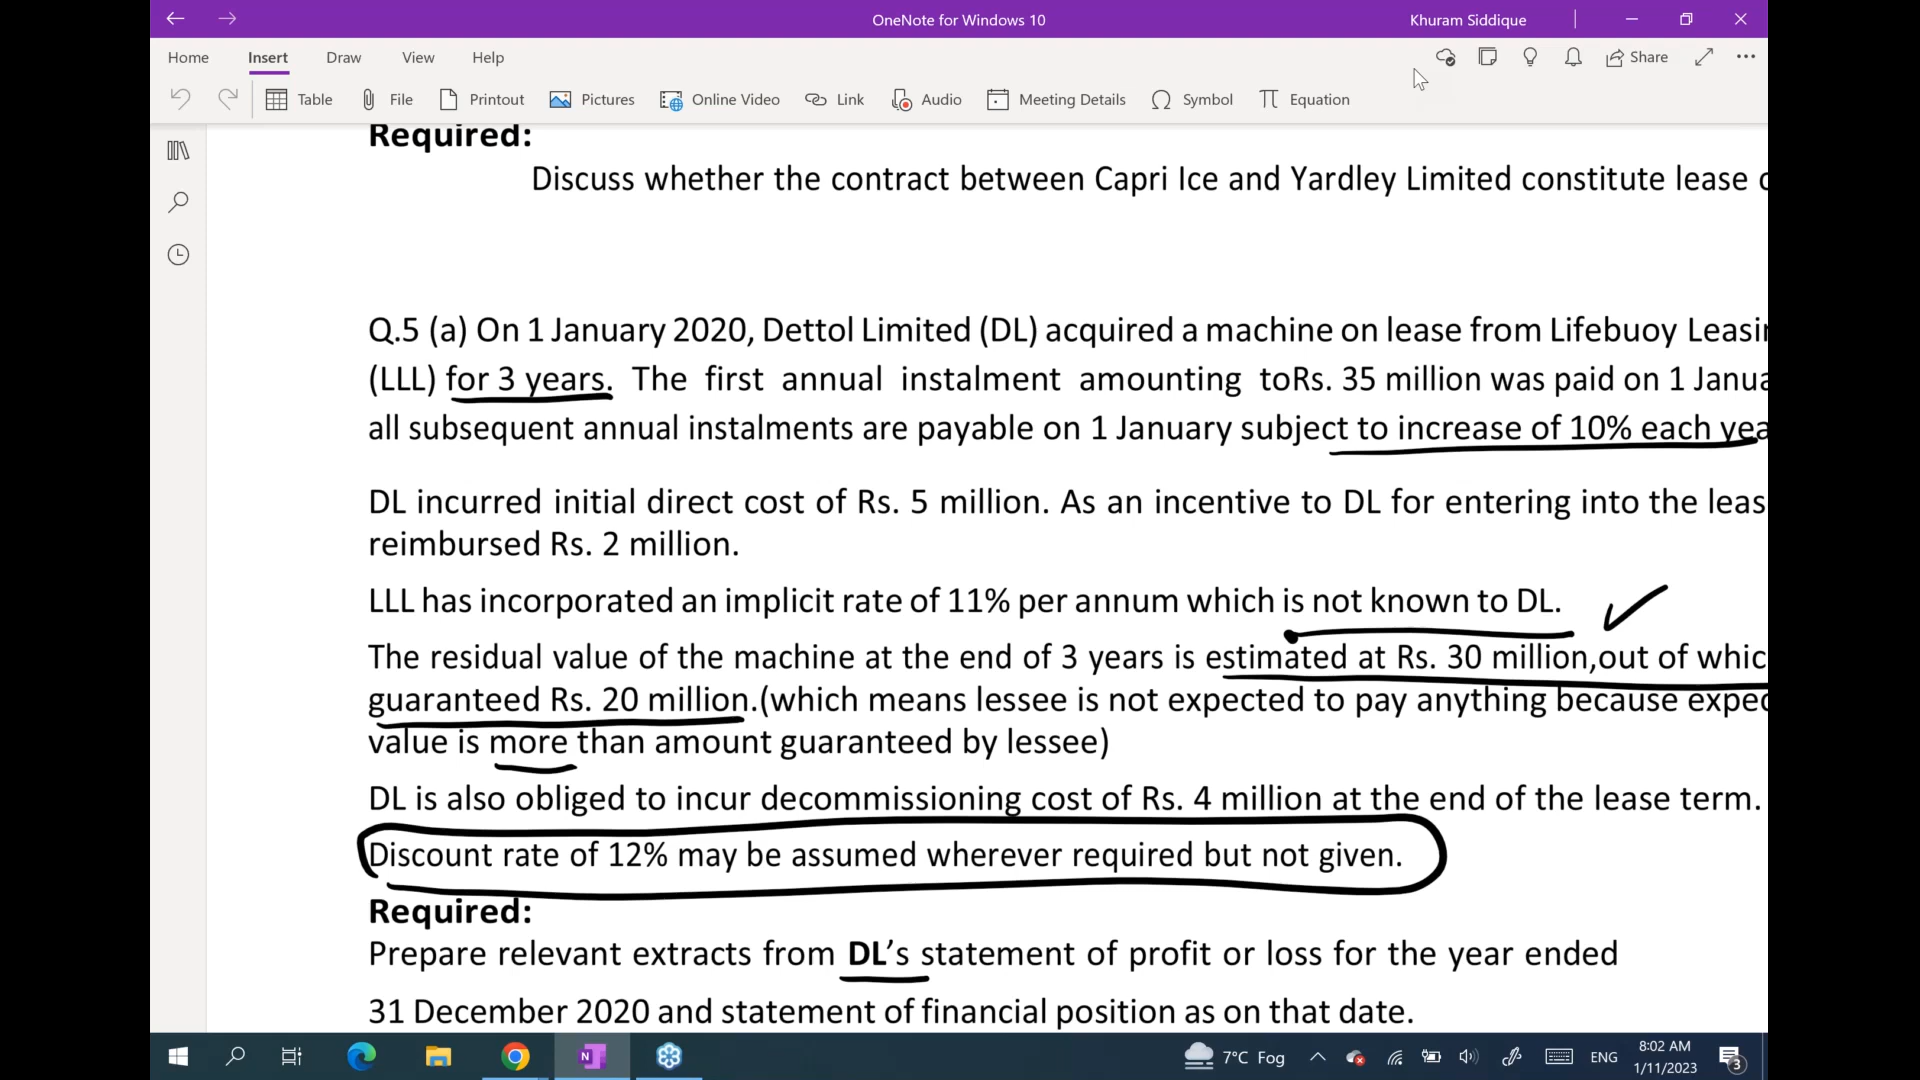 OneNote for Windows 10
Khuram Siddique
Home Insert Draw View Help
Share
Table File Printout Pictures Online Video Link Audio Meeting Details Symbol Equation
Required:
Discuss whether the contract between Capri Ice and Yardley Limited constitute lease
Q.5 (a) On 1 January 2020, Dettol Limited (DL) acquired a machine on lease from Lifebuoy
(LLL) for 3 years. The first annual instalment amounting toRs. 35 million was paid on 1
all subsequent annual instalments are payable on 1 January subject to increase of 10% each
DL incurred initial direct cost of Rs. 5 million. As an incentive to DL for entering into the
reimbursed Rs. 2 million.
LLL has incorporated an implicit rate of 11% per annum which is not known to DL.
The residual value of the machine at the end of 3 years is estimated at Rs. 30 million,out of
guaranteed Rs. 20 million.(which means lessee is not expected to pay anything because
value is more than amount guaranteed by lessee)
DL is also obliged to incur decommissioning cost of Rs. 4 million at the end of the lease term.
Discount rate of 12% may be assumed wherever required but not given.
Required:
Prepare relevant extracts from DL’s statement of profit or loss for the year ended
31 December 2020 and statement of financial position as on that date.
7°C Fog
ENG
8:02 AM
1/11/2023
3